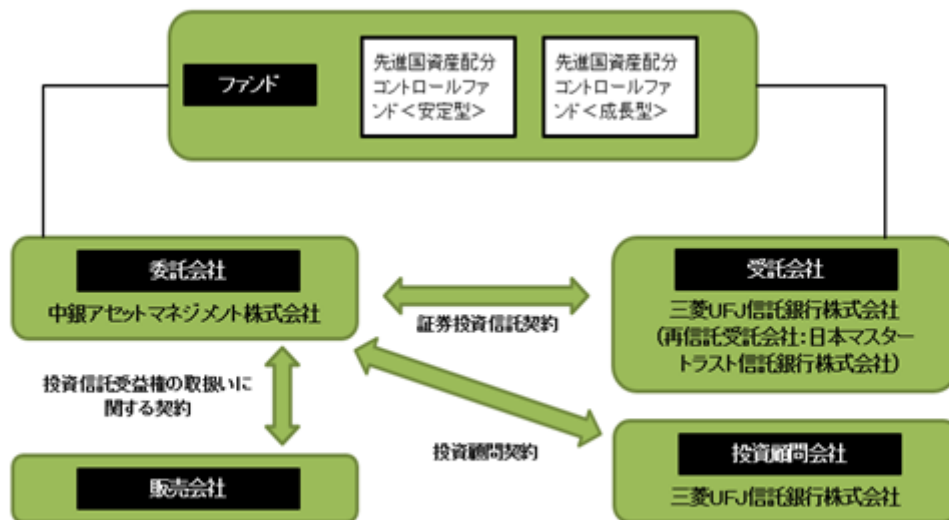 ファンド
先進国資産配分
コントロールファ
ンド<安定型>
先進国資産配分
コントロールファ
ンド<成長型>
委託会社
中銀アセットマネジメント株式会社
受託会社
三菱UFJ信託銀行株式会社
(再信託受託会社:日本マスター
トラスト信託銀行株式会社)
証券投資信託契約
投資信託受益権の取扱いに
関する契約
投資顧問契約
販売会社
投資顧問会社
三菱UFJ信託銀行株式会社